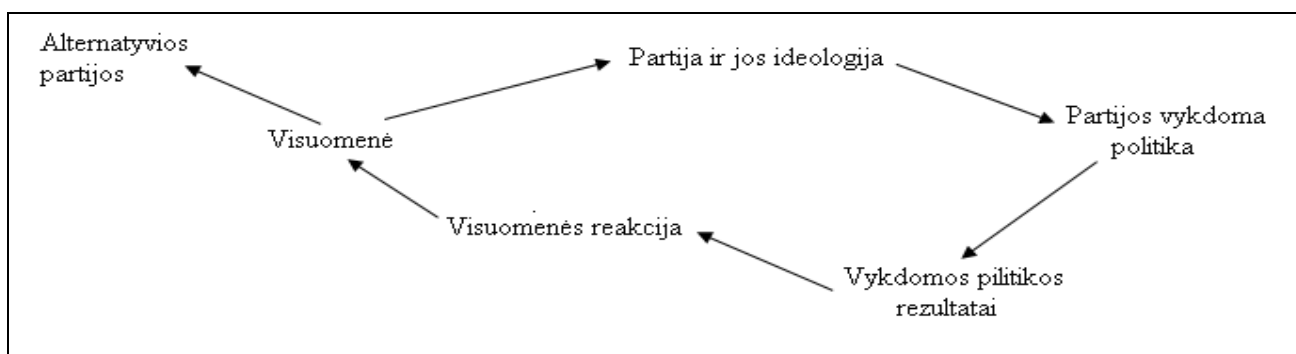 Alternatyvios
partijos
Partija ir jos ideologija
Partijos vykdoma
politika
Visuomenė
Visuomenės reakcija
Vykdomos pilitikos
rezultatai